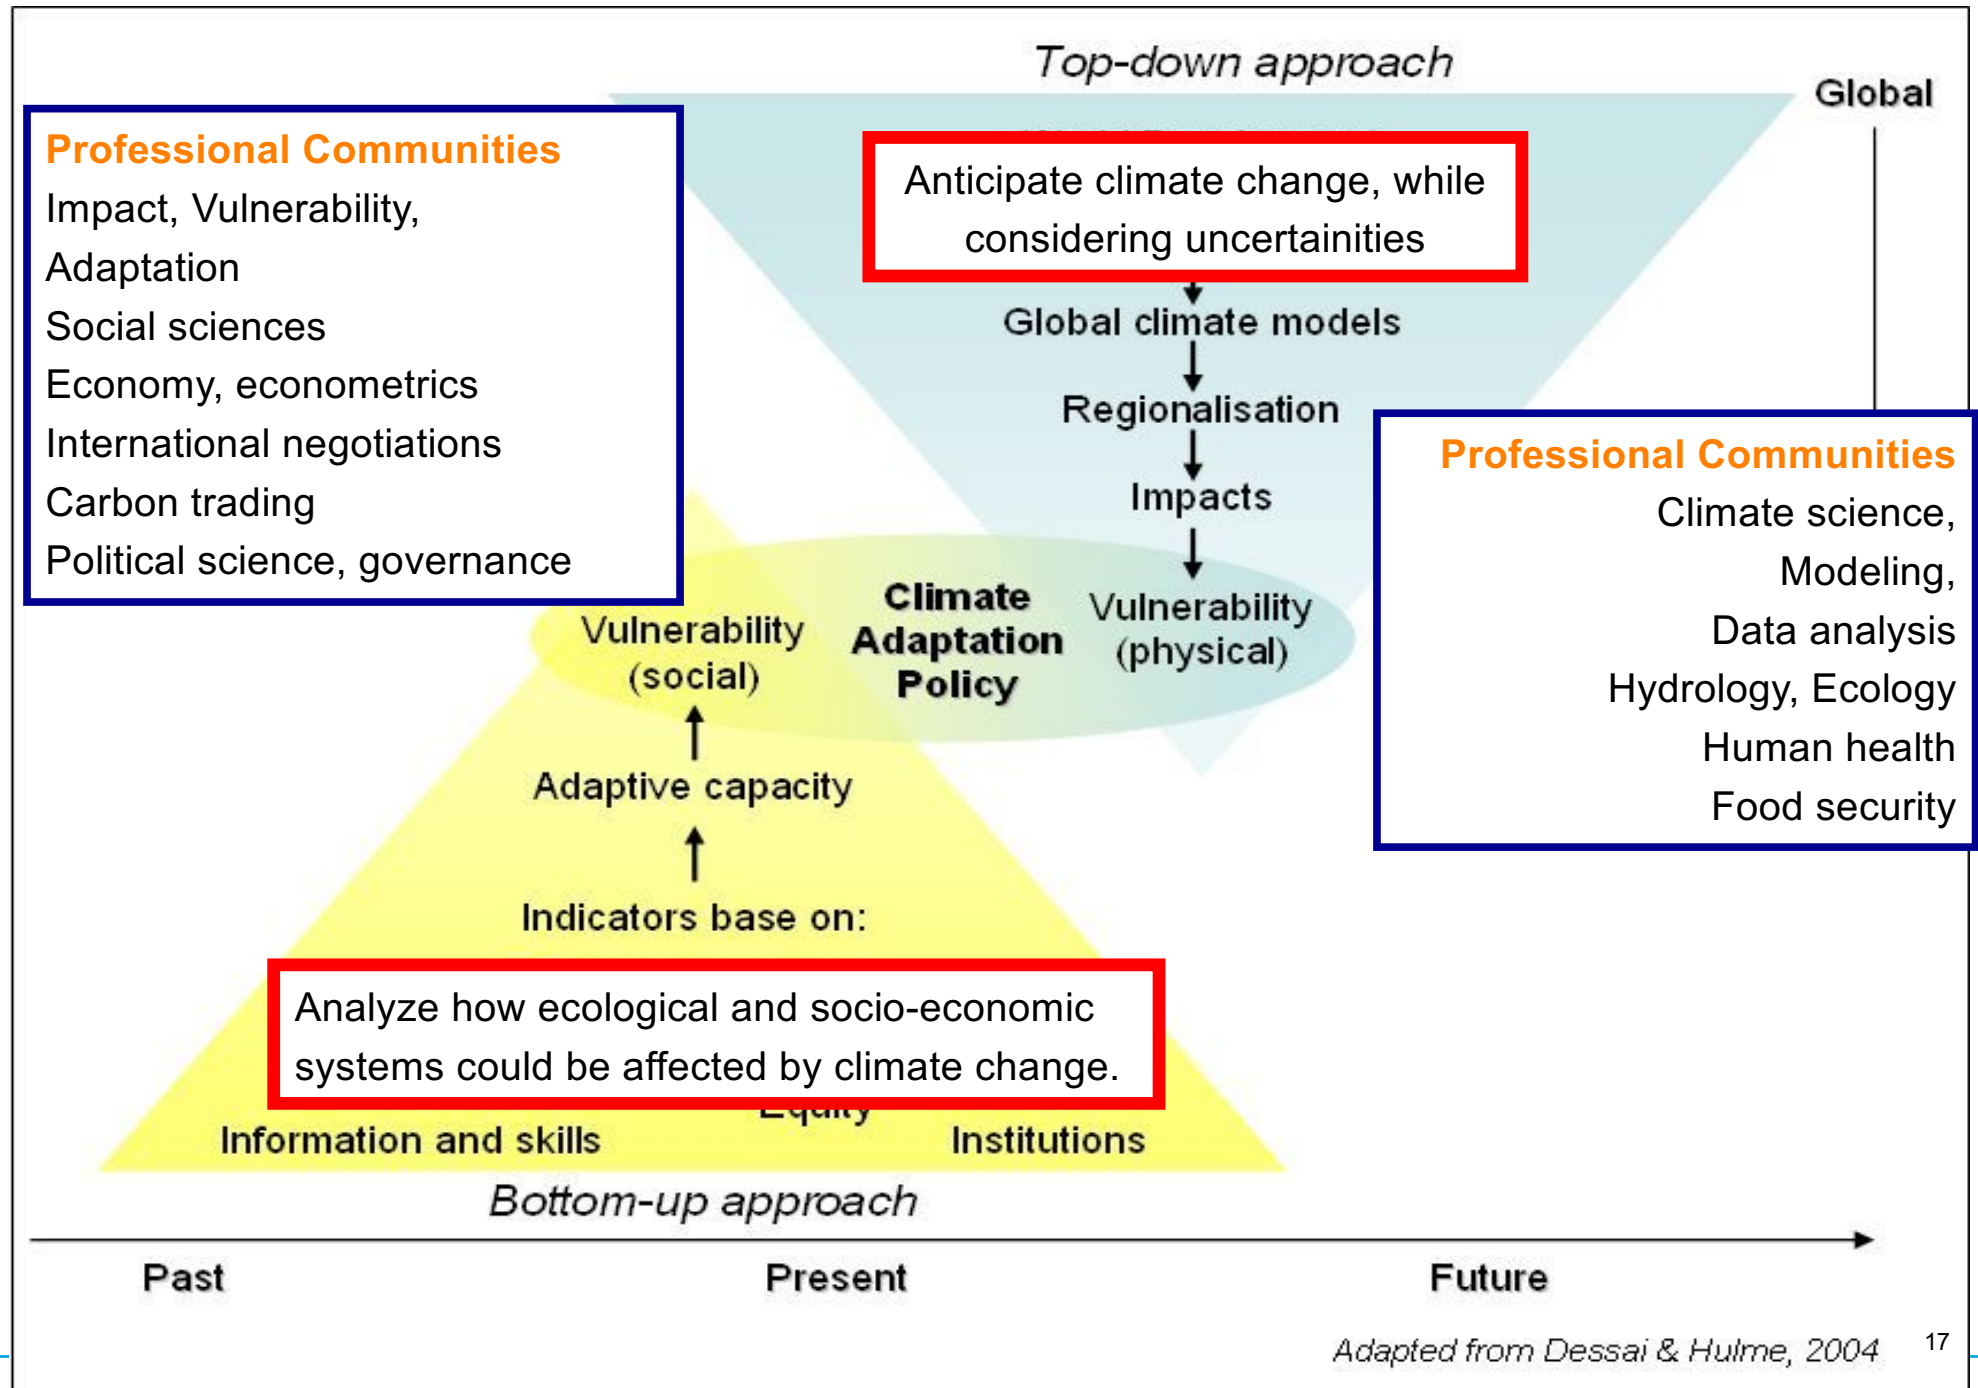 Top-down approach
Global
Professional Communities
Impact, Vulnerability,
Adaptation
Social sciences
Economy, econometrics
International negotiations
Carbon trading
Political science, governance
Anticipate climate change, while
considering uncertainities
Global climate models
Regionalisation
Impacts
Vulnerability
(physical)
Climate
Adaptation
Policy
Vulnerability
(social)
Adaptive capacity
Indicators base on:
Professional Communities
Climate science,
Modeling,
Data analysis
Hydrology, Ecology
Human health
Food security
Analyze how ecological and socio-economic
systems could be affected by climate change.
Equity
Information and skills
Institutions
Bottom-up approach
Past
Present
Future
Adapted from Dessai & Hulme, 2004
17